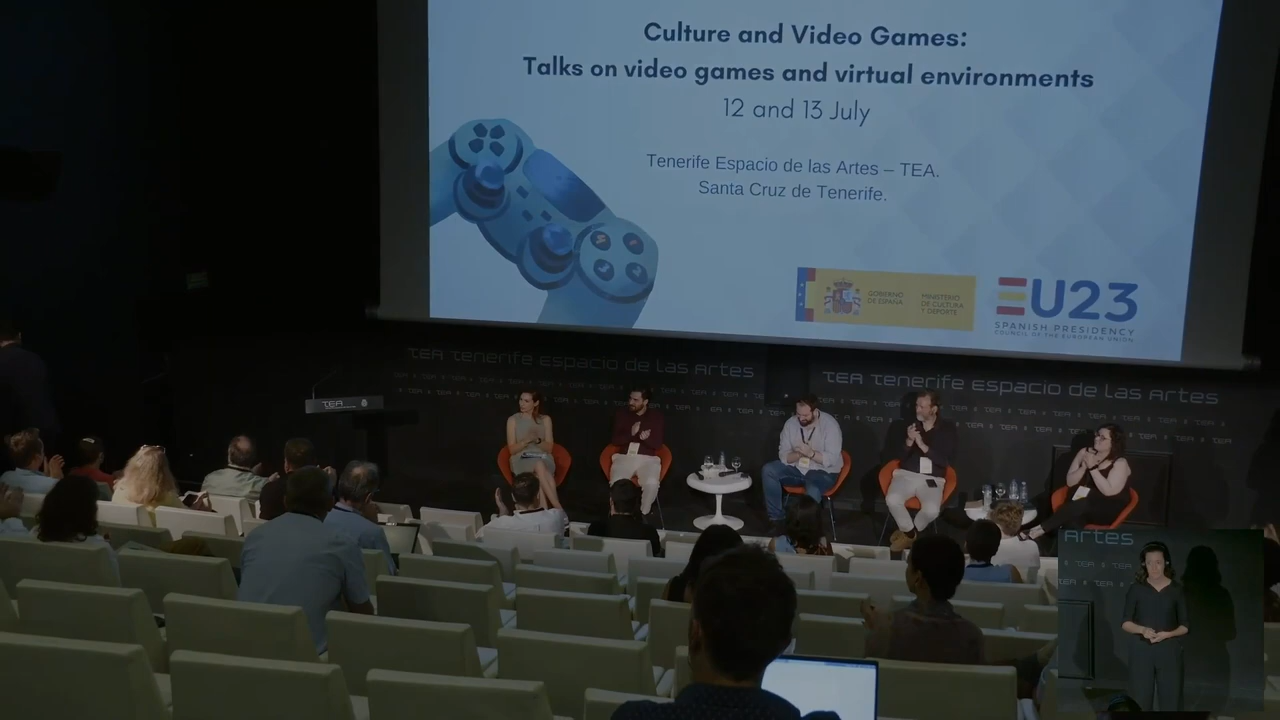 Culture and Video Games:
Talks on video games and virtual environments
12 and 13 July
Tenerife Espacio de las Artes – TEA.
Santa Cruz de Tenerife.
GOBIERNO
DE ESPAÑA
MINISTERIO
DE CULTURA
Y DEPORTE
EU23
SPANISH PRESIDENCY
COUNCIL OF THE EUROPEAN UNION
TEA Tenerife Espacio de las Artes
TEA Tenerife Espacio de las Artes
TEA
Artes